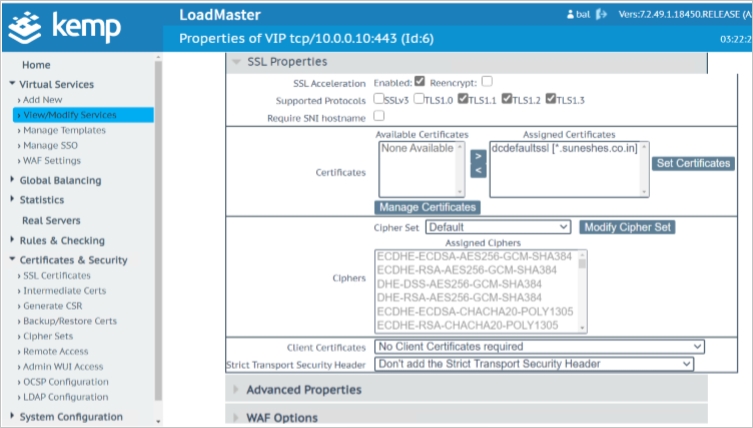 kemp
LoadMaster
bal
Vers:7.2.49.1.18450.RELEASE (A
Properties of VIP tcp/10.0.0.10:443 (Id:6)
03:22:2
Home
Virtual Services
Add New
View/Modify Services
Manage Templates
Manage SSO
WAF Settings
Global Balancing
Statistics
Real Servers
Rules & Checking
Certificates & Security
SSL Certificates
Intermediate Certs
Generate CSR
Backup/Restore Certs
Cipher Sets
Remote Access
Admin WUI Access
OCSP Configuration
LDAP Configuration
System Configuration
SSL Properties
SSL Acceleration Enabled: Reencrypt:
Supported Protocols SSLv3 TLS1.0 TLS1.1 TLS1.2 TLS1.3
Require SNI hostname
Available Certificates Assigned Certificates
Certificates
None Available > < dcdefaultssl [*.suneshes.co.in] Set Certificates
Manage Certificates
Cipher Set Default Modify Cipher Set
Assigned Ciphers
Ciphers
ECDHE-ECDSA-AES256-GCM-SHA384
ECDHE-RSA-AES256-GCM-SHA384
DHE-DSS-AES256-GCM-SHA384
DHE-RSA-AES256-GCM-SHA384
ECDHE-ECDSA-CHACHA20-POLY1305
ECDHE-RSA-CHACHA20-POLY1305
Client Certificates No Client Certificates required
Strict Transport Security Header Don't add the Strict Transport Security Header
Advanced Properties
WAF Options